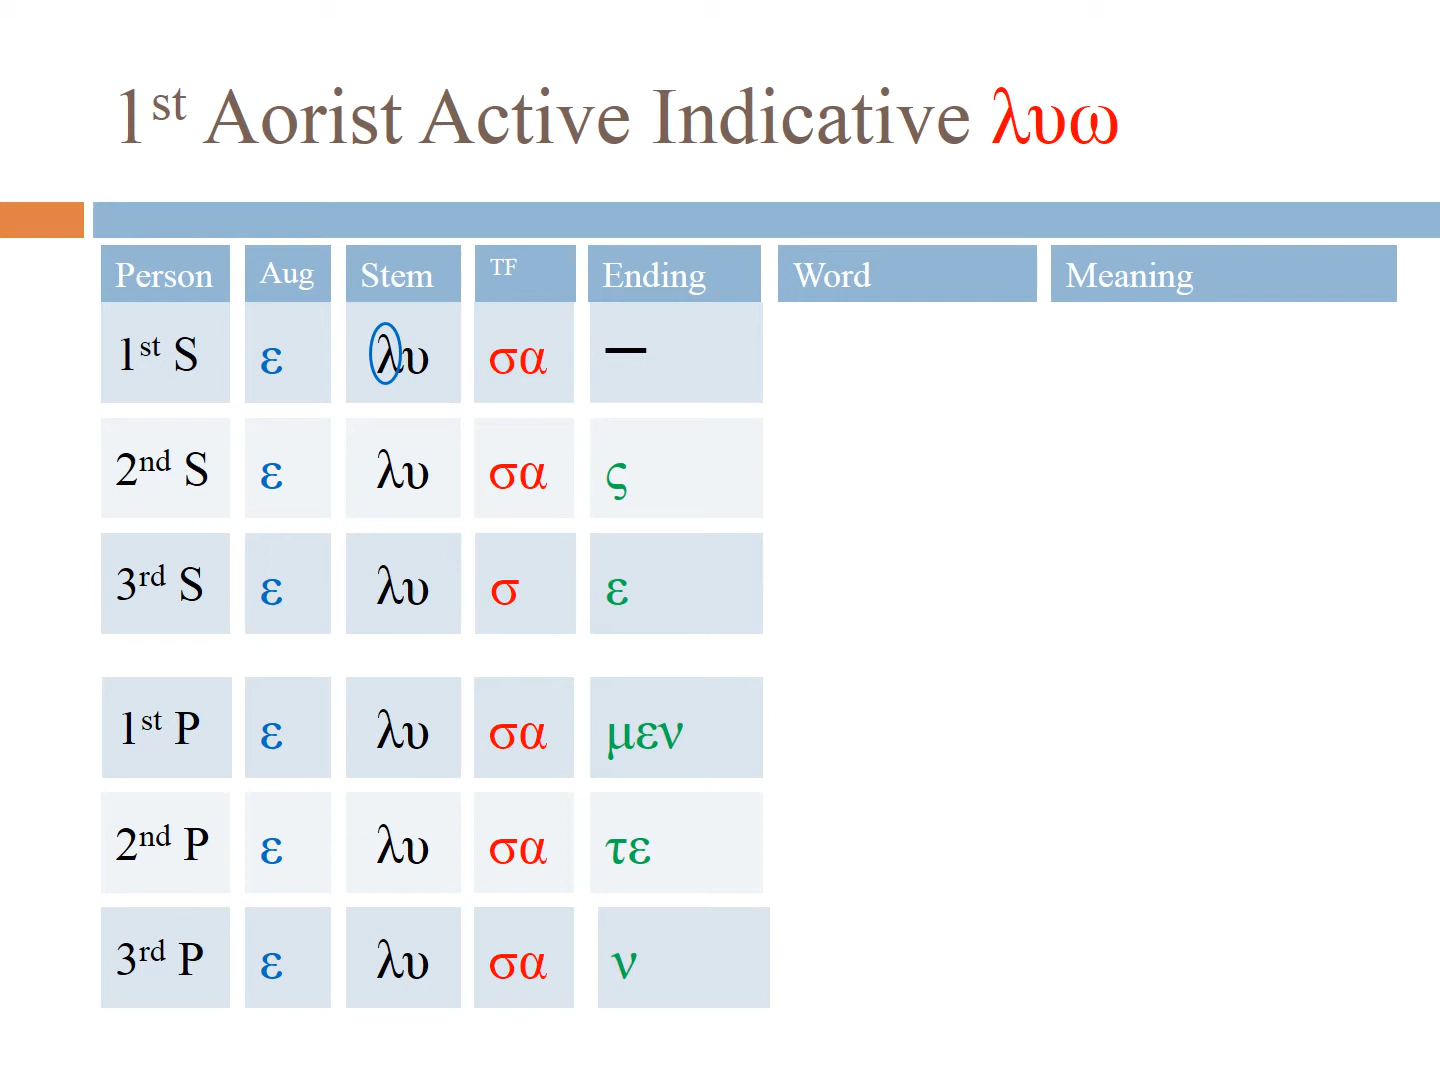 1st Aorist Active Indicative λυω
Person Aug Stem TF Ending Word Meaning
1st S ε λυ σα —
2nd S ε λυ σα ς
3rd S ε λυ σ ε
1st P ε λυ σα μεν
2nd P ε λυ σα τε
3rd P ε λυ σα ν